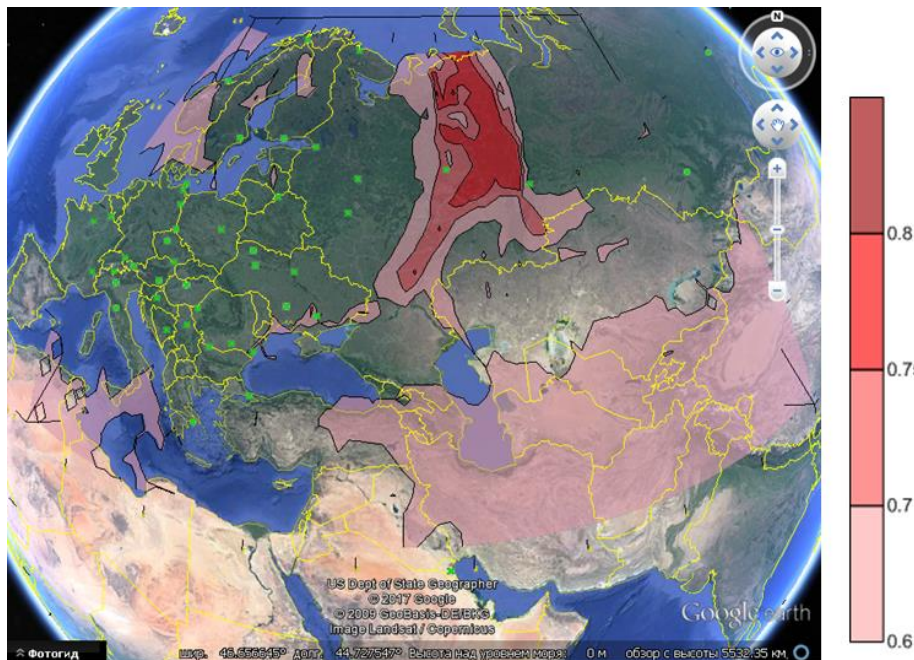 N
0.8
0.75
0.7
0.6
US Dept of State Geographer
© 2017 Google
© 2009 GeoBasis-DE/BKG
Image Landsat / Copernicus
Google earth
Фотогид
шир. 46.656645° долг. 44.727547° Высота над уровнем моря: 0 м обзор с высоты 5532.35 км